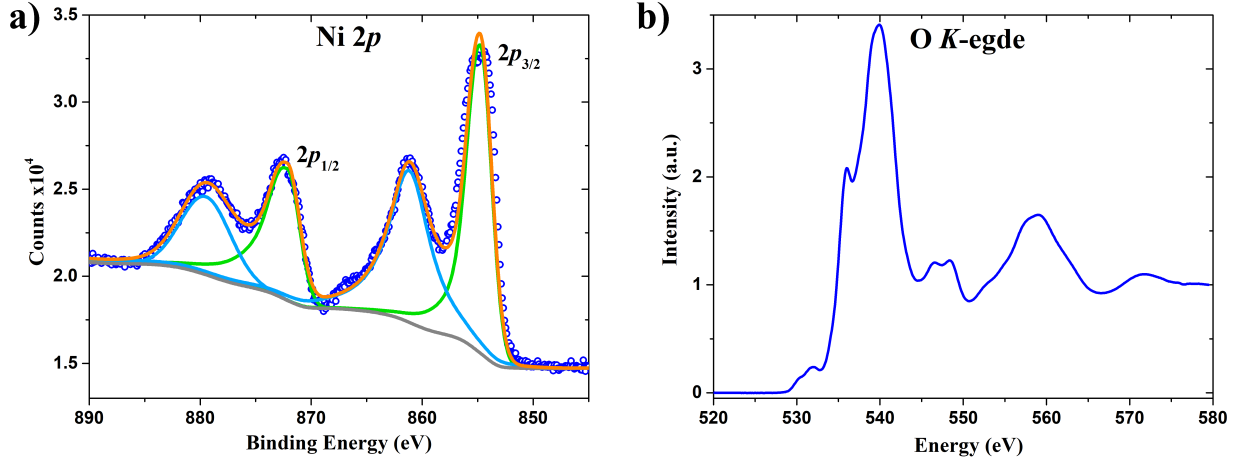 a)
Ni 2p
2p3/2
2p1/2
3.5
3.0
2.5
2.0
1.5
Counts x10⁴
890
880
870
860
850
Binding Energy (eV)
b)
O K-egde
3
2
1
0
Intensity (a.u.)
520
530
540
550
560
570
580
Energy (eV)